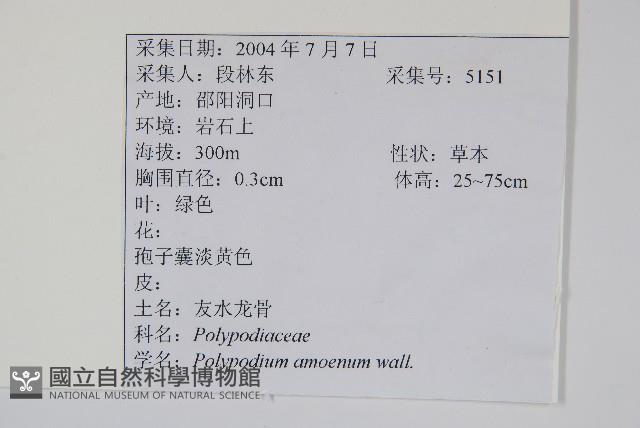 采集日期：2004 年 7 月 7 日
采集人：段林东 采集号：5151
产地：邵阳洞口
环境：岩石上
海拔：300m 性状：草本
胸围直径：0.3cm 体高：25~75cm
叶：绿色
花：
孢子囊淡黄色
皮：
土名：友水龙骨
科名：Polypodiaceae
学名：Polypodium amoenum wall.
國立自然科學博物館
NATIONAL MUSEUM OF NATURAL SCIENCE